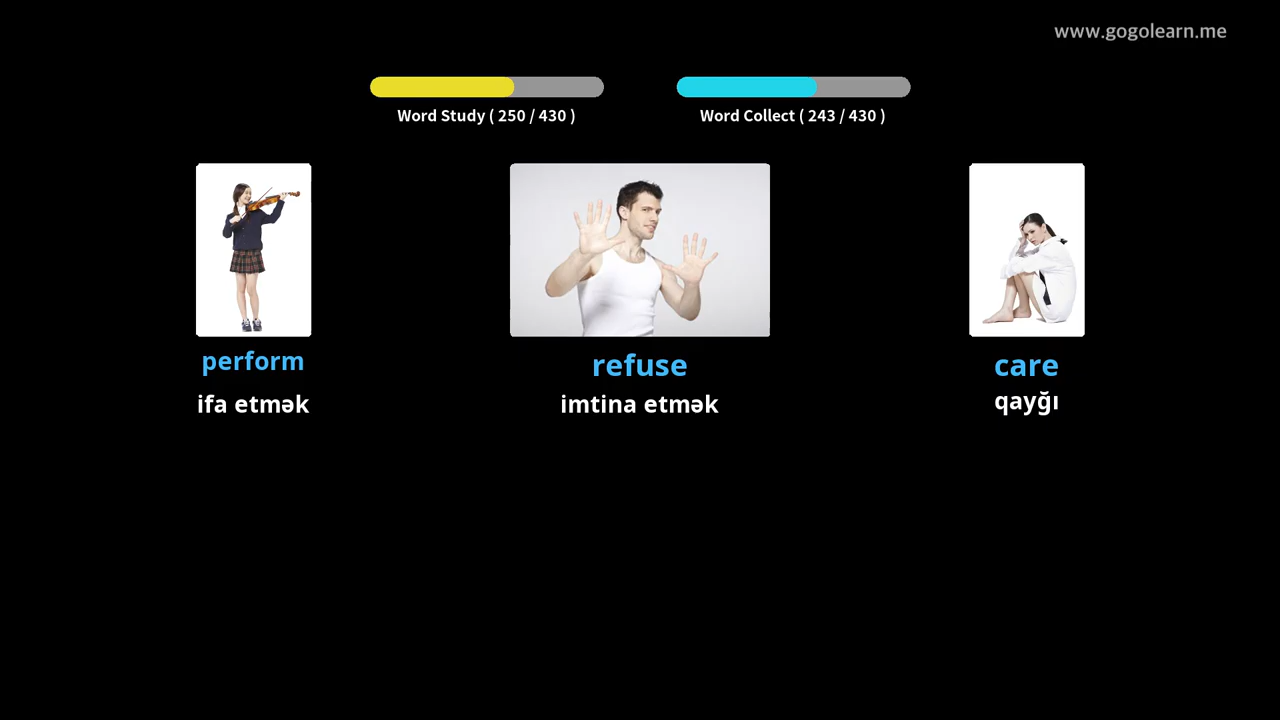 www.gogolearn.me
Word Study ( 250 / 430 )
Word Collect ( 243 / 430 )
perform
ifa etmək
refuse
imtina etmək
care
qayğı